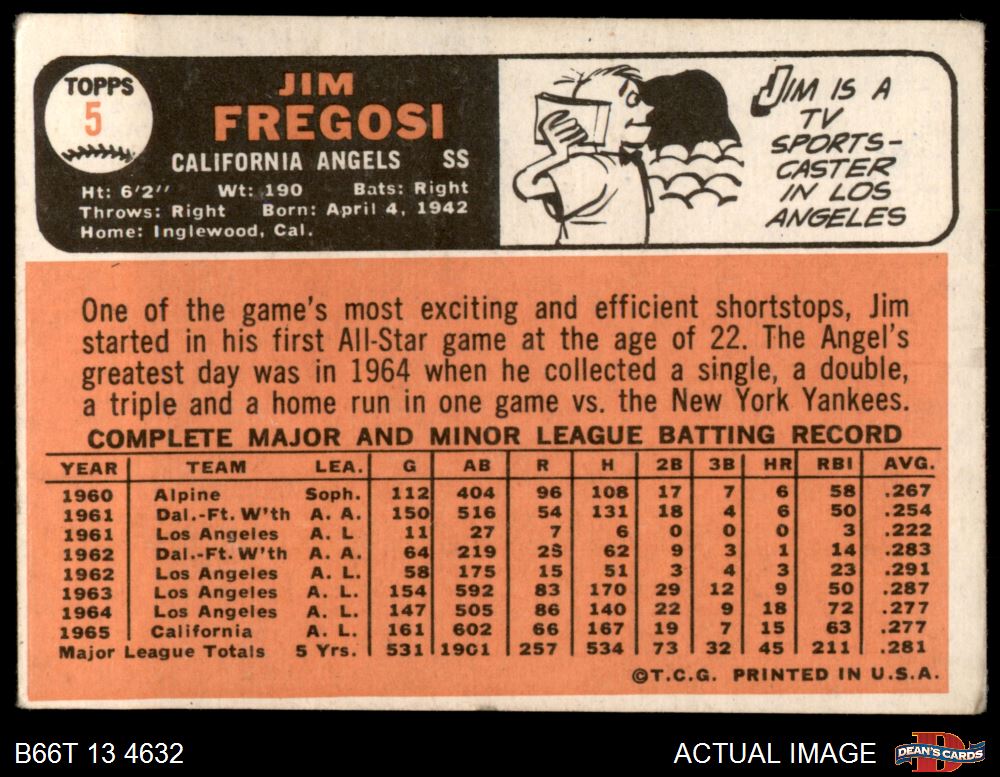 TOPPS
5
JIM
FREGOSI
CALIFORNIA ANGELS SS
Ht: 6'2" Wt: 190 Bats: Right
Throws: Right Born: April 4, 1942
Home: Inglewood, Cal.
JIM IS A
TV
SPORTS-
CASTER
IN LOS
ANGELES
One of the game's most exciting and efficient shortstops, Jim
started in his first All-Star game at the age of 22. The Angel's
greatest day was in 1964 when he collected a single, a double,
a triple and a home run in one game vs. the New York Yankees.
COMPLETE MAJOR AND MINOR LEAGUE BATTING RECORD
YEAR TEAM LEA. G AB R H 2B 3B HR RBI AVG.
1960 Alpine Soph. 112 404 96 108 17 7 6 58 .267
1961 Dal.-Ft. W'th A. A. 150 516 54 131 18 4 6 50 .254
1961 Los Angeles A. L 11 27 7 6 0 0 0 3 .222
1962 Dal.-Ft. W'th A. A. 64 219 25 62 9 3 1 14 .283
1962 Los Angeles A. L. 58 175 15 51 3 4 3 23 .291
1963 Los Angeles A. L. 154 592 83 170 29 12 9 50 .287
1964 Los Angeles A. L. 147 505 86 140 22 9 18 72 .277
1965 California A. L. 161 602 66 167 19 7 15 63 .277
Major League Totals 5 Yrs. 531 1901 257 534 73 32 45 211 .281
©T.C.G. PRINTED IN U.S.A.
B66T 13 4632
ACTUAL IMAGE
D
DEAN'S CARDS